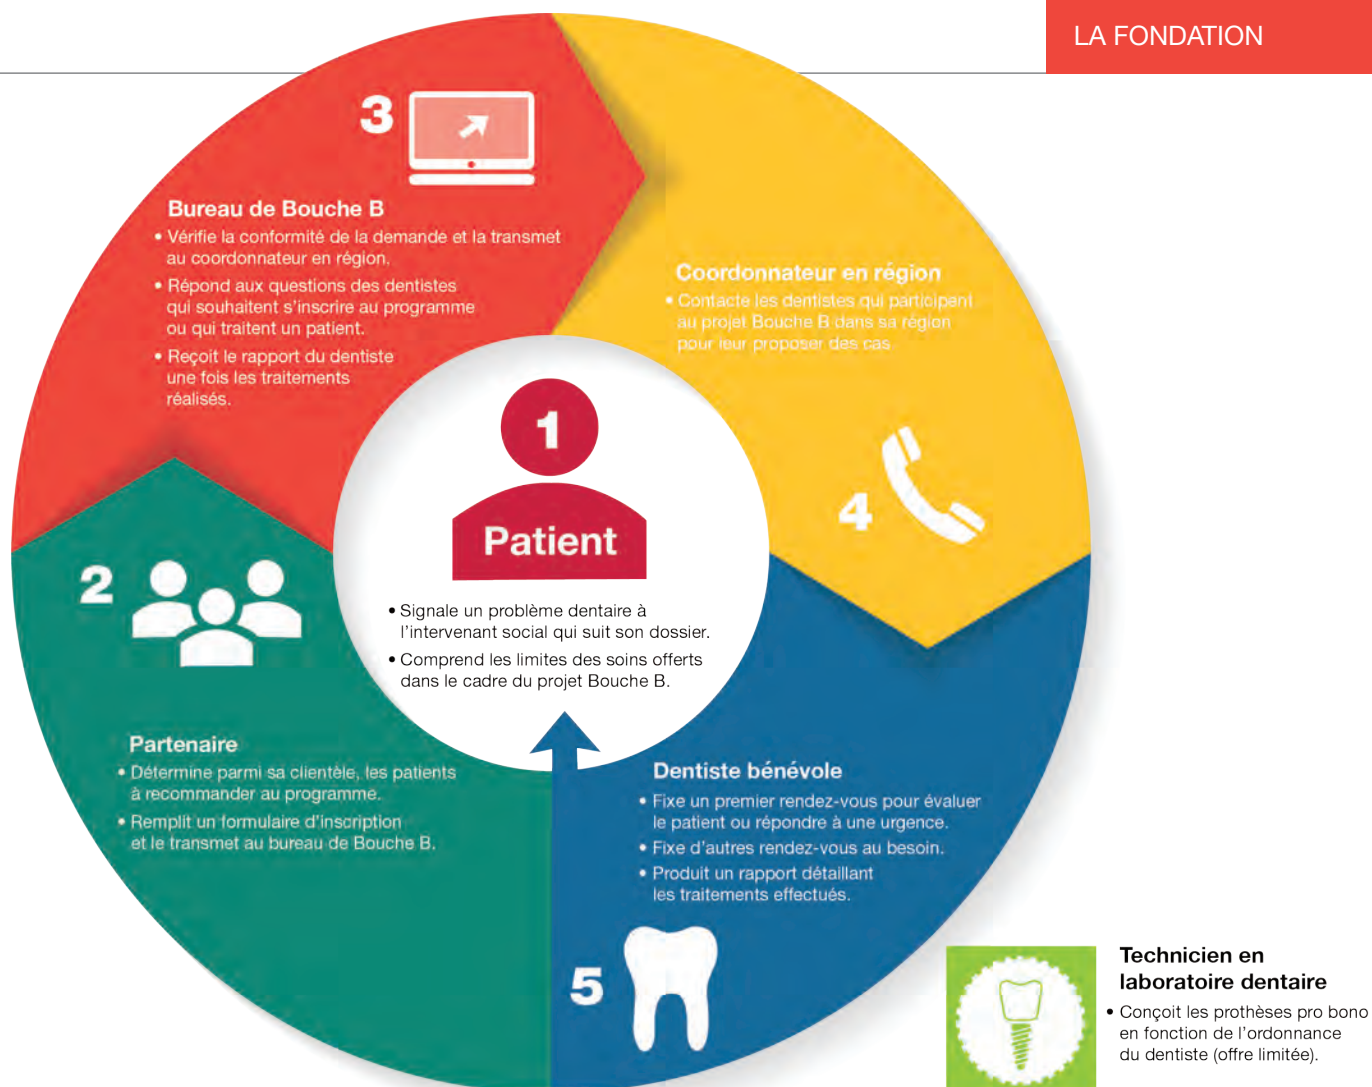 LA FONDATION
1
Patient
• Signale un problème dentaire à
l'intervenant social qui suit son dossier.
• Comprend les limites des soins offerts
dans le cadre du projet Bouche B.
2
Partenaire
• Détermine parmi sa clientèle, les patients
à recommander au programme.
• Remplit un formulaire d'inscription
et le transmet au bureau de Bouche B.
3
Bureau de Bouche B
• Vérifie la conformité de la demande et la transmet
au coordonnateur en région.
• Répond aux questions des dentistes
qui souhaitent s'inscrire au programme
ou qui traitent un patient.
• Reçoit le rapport du dentiste
une fois les traitements
réalisés.
Coordonnateur en région
• Contacte les dentistes qui participent
au projet Bouche B dans sa région
pour leur proposer des cas.
4
Dentiste bénévole
• Fixe un premier rendez-vous pour évaluer
le patient ou répondre à une urgence.
• Fixe d'autres rendez-vous au besoin.
• Produit un rapport détaillant
les traitements effectués.
5
Technicien en
laboratoire dentaire
• Conçoit les prothèses pro bono
en fonction de l'ordonnance
du dentiste (offre limitée).